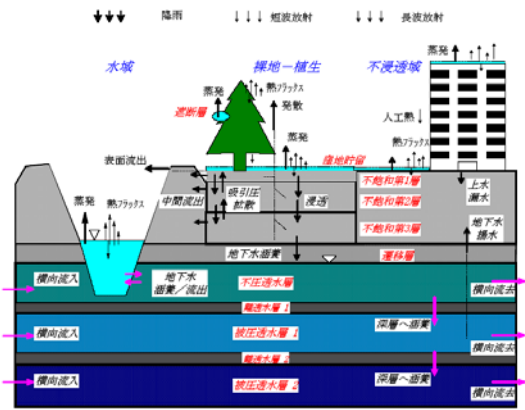 降雨
短波放射
長波放射
水域
裸地－植生
不浸透域
蒸発
蒸発
熱フラックス
発散
遮断層
人工熱
蒸発
熱フラックス
表面流出
窪地貯留
不飽和第1層
上水
漏水
中間流出
吸引圧
拡散
浸透
不飽和第2層
蒸発
熱フラックス
不飽和第3層
地下水
揚水
地下水涵養
遷移層
横向流入
地下水
涵養／流出
不圧透水層
横向流去
難透水層 1
横向流入
被圧透水層 1
深層へ涵養
横向流去
難透水層 2
横向流入
被圧透水層 2
深層へ涵養
横向流去